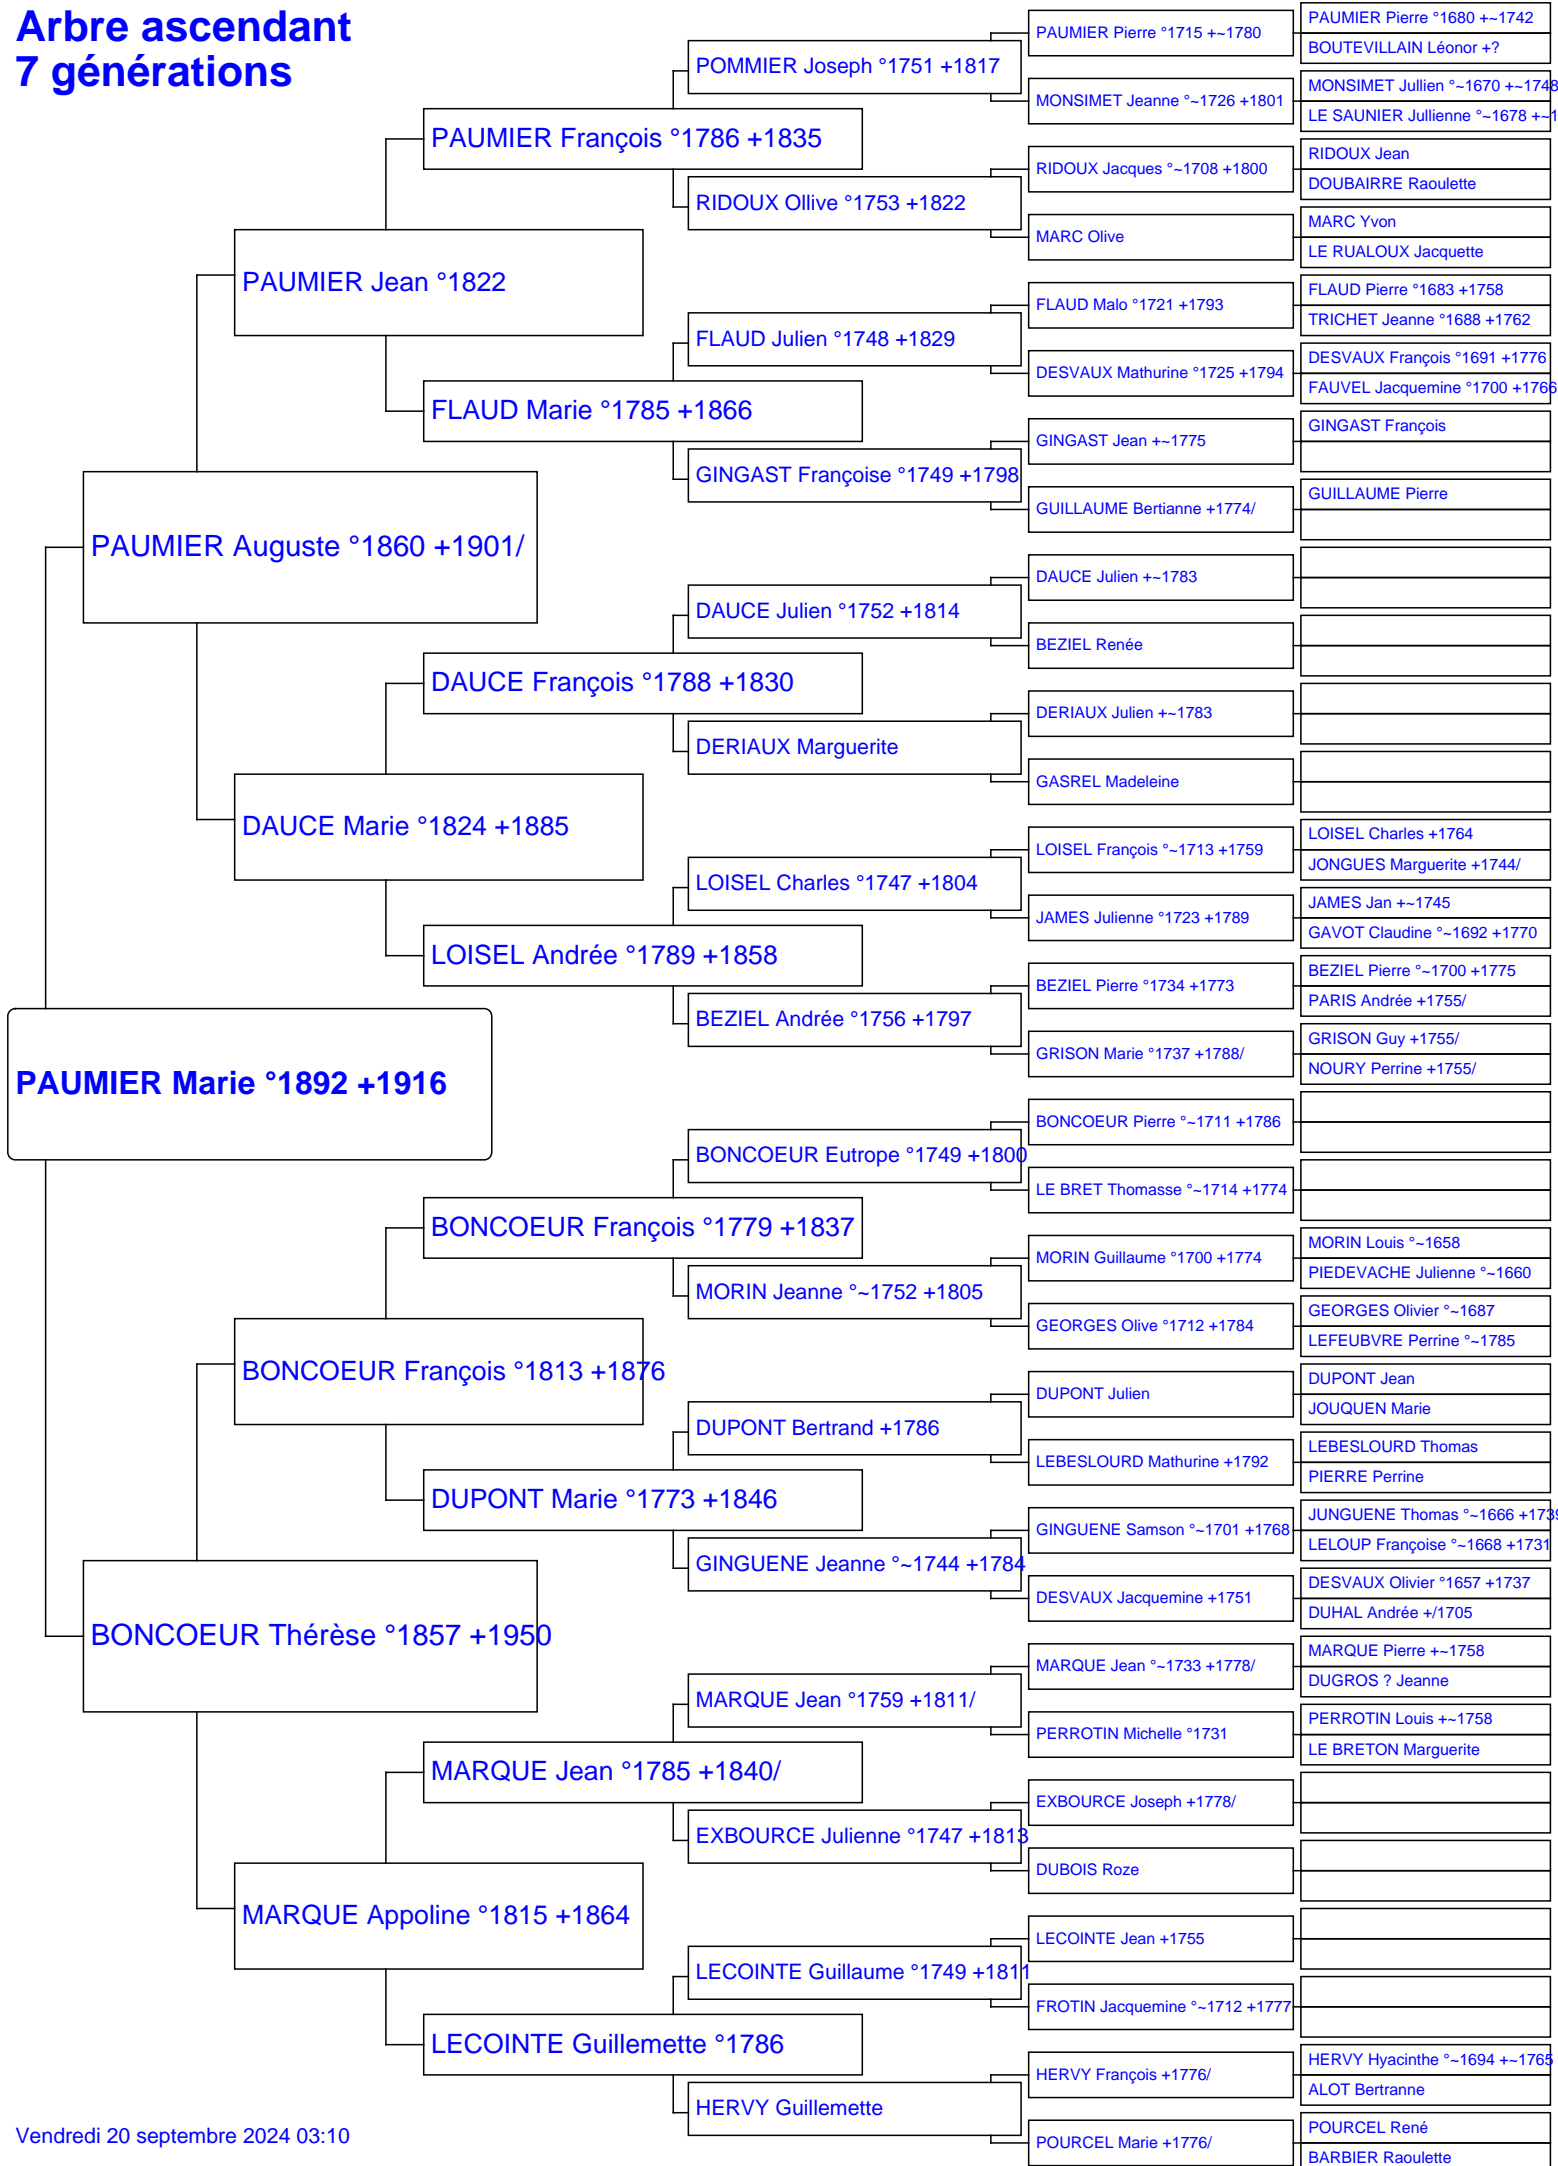 Arbre ascendant
7 générations
PAUMIER Marie °1892 +1916
PAUMIER Auguste °1860 +1901/
BONCOEUR Thérèse °1857 +1950
PAUMIER Jean °1822
DAUCE Marie °1824 +1885
BONCOEUR François °1813 +1876
MARQUE Appoline °1815 +1864
PAUMIER François °1786 +1835
FLAUD Marie °1785 +1866
DAUCE François °1788 +1830
LOISEL Andrée °1789 +1858
BONCOEUR François °1779 +1837
DUPONT Marie °1773 +1846
MARQUE Jean °1785 +1840/
LECOINTE Guillemette °1786
POMMIER Joseph °1751 +1817
RIDOUX Ollive °1753 +1822
FLAUD Julien °1748 +1829
GINGAST Françoise °1749 +1798
DAUCE Julien °1752 +1814
DERIAUX Marguerite
LOISEL Charles °1747 +1804
BEZIEL Andrée °1756 +1797
BONCOEUR Eutrope °1749 +1800
MORIN Jeanne °~1752 +1805
DUPONT Bertrand +1786
GINGUENE Jeanne °~1744 +1784
MARQUE Jean °1759 +1811/
EXBOURCE Julienne °1747 +1813
LECOINTE Guillaume °1749 +1811
HERVY Guillemette
PAUMIER Pierre °1715 +~1780
MONSIMET Jeanne °~1726 +1801
RIDOUX Jacques °~1708 +1800
MARC Olive
FLAUD Malo °1721 +1793
DESVAUX Mathurine °1725 +1794
GINGAST Jean +~1775
GUILLAUME Bertianne +1774/
DAUCE Julien +~1783
BEZIEL Renée
DERIAUX Julien +~1783
GASREL Madeleine
LOISEL François °~1713 +1759
JAMES Julienne °1723 +1789
BEZIEL Pierre °1734 +1773
GRISON Marie °1737 +1788/
BONCOEUR Pierre °~1711 +1786
LE BRET Thomasse °~1714 +1774
MORIN Guillaume °1700 +1774
GEORGES Olive °1712 +1784
DUPONT Julien
LEBESLOURD Mathurine +1792
GINGUENE Samson °~1701 +1768
DESVAUX Jacquemine +1751
MARQUE Jean °~1733 +1778/
PERROTIN Michelle °1731
EXBOURCE Joseph +1778/
DUBOIS Roze
LECOINTE Jean +1755
FROTIN Jacquemine °~1712 +1777
HERVY François +1776/
POURCEL Marie +1776/
PAUMIER Pierre °1680 +~1742
BOUTEVILLAIN Léonor +?
MONSIMET Jullien °~1670 +~1748
LE SAUNIER Jullienne °~1678 +~1
RIDOUX Jean
DOUBAIRRE Raoulette
MARC Yvon
LE RUALOUX Jacquette
FLAUD Pierre °1683 +1758
TRICHET Jeanne °1688 +1762
DESVAUX François °1691 +1776
FAUVEL Jacquemine °1700 +1766
GINGAST François
GUILLAUME Pierre
LOISEL Charles +1764
JONGUES Marguerite +1744/
JAMES Jan +~1745
GAVOT Claudine °~1692 +1770
BEZIEL Pierre °~1700 +1775
PARIS Andrée +1755/
GRISON Guy +1755/
NOURY Perrine +1755/
MORIN Louis °~1658
PIEDEVACHE Julienne °~1660
GEORGES Olivier °~1687
LEFEUBVRE Perrine °~1785
DUPONT Jean
JOUQUEN Marie
LEBESLOURD Thomas
PIERRE Perrine
JUNGUENE Thomas °~1666 +1739
LELOUP Françoise °~1668 +1731
DESVAUX Olivier °1657 +1737
DUHAL Andrée +/1705
MARQUE Pierre +~1758
DUGROS ? Jeanne
PERROTIN Louis +~1758
LE BRETON Marguerite
HERVY Hyacinthe °~1694 +~1765
ALOT Bertranne
POURCEL René
BARBIER Raoulette
Vendredi 20 septembre 2024 03:10